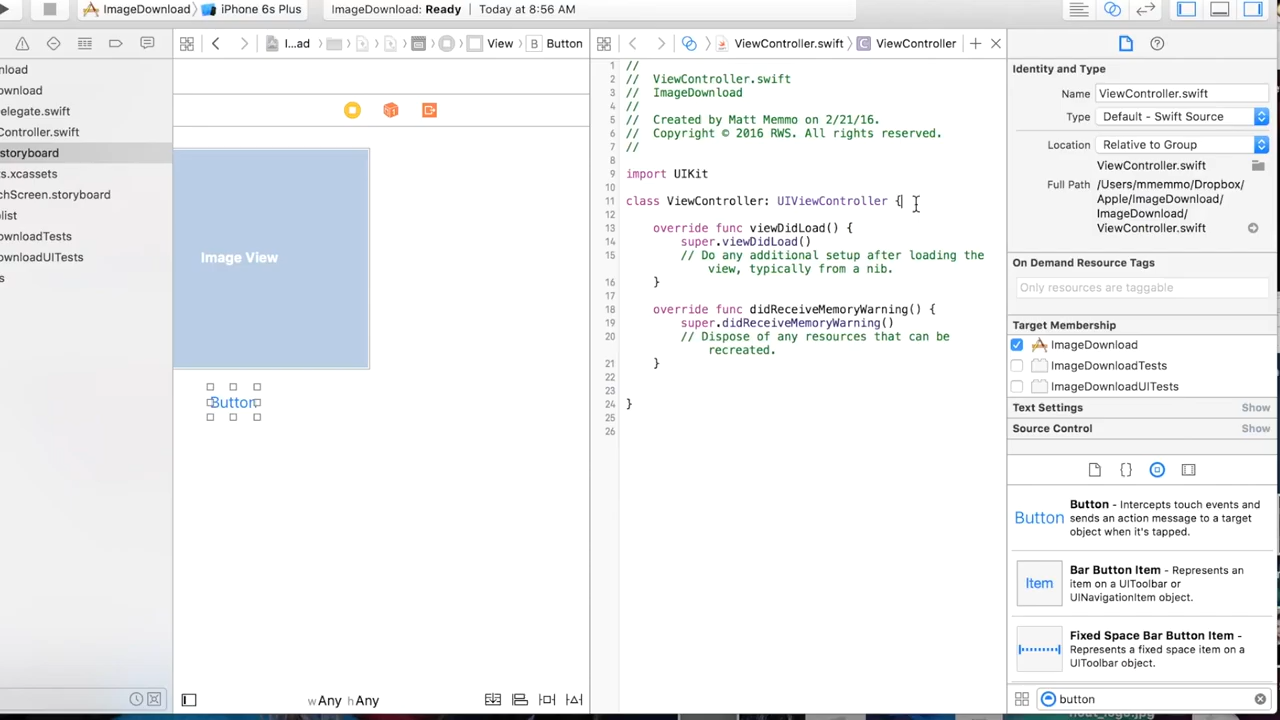 ImageDownload
iPhone 6s Plus
ImageDownload: Ready
Today at 8:56 AM
...ad
View
B
Button
ViewController.swift
C
ViewController
nload
ownload
elegate.swift
Controller.swift
storyboard
ts.xcassets
chScreen.storyboard
plist
ownloadTests
ownloadUITests
s
Image View
Button
wAny hAny
1 //
2 // ViewController.swift
3 // ImageDownload
4 //
5 // Created by Matt Memmo on 2/21/16.
6 // Copyright © 2016 RWS. All rights reserved.
7 //
8
9 import UIKit
10
11 class ViewController: UIViewController {
12
13 override func viewDidLoad() {
14 super.viewDidLoad()
15 // Do any additional setup after loading the
view, typically from a nib.
16 }
17
18 override func didReceiveMemoryWarning() {
19 super.didReceiveMemoryWarning()
20 // Dispose of any resources that can be
recreated.
21 }
22
23
24 }
25
26
Identity and Type
Name ViewController.swift
Type Default - Swift Source
Location Relative to Group
ViewController.swift
Full Path /Users/mmemmo/Dropbox/
Apple/ImageDownload/
ImageDownload/
ViewController.swift
On Demand Resource Tags
Only resources are taggable
Target Membership
ImageDownload
ImageDownloadTests
ImageDownloadUITests
Text Settings Show
Source Control Show
Button
Button - Intercepts touch events and
sends an action message to a target
object when it's tapped.
Item
Bar Button Item - Represents an
item on a UIToolbar or
UINavigationItem object.
Fixed Space Bar Button Item -
Represents a fixed space item on a
UIToolbar object.
button